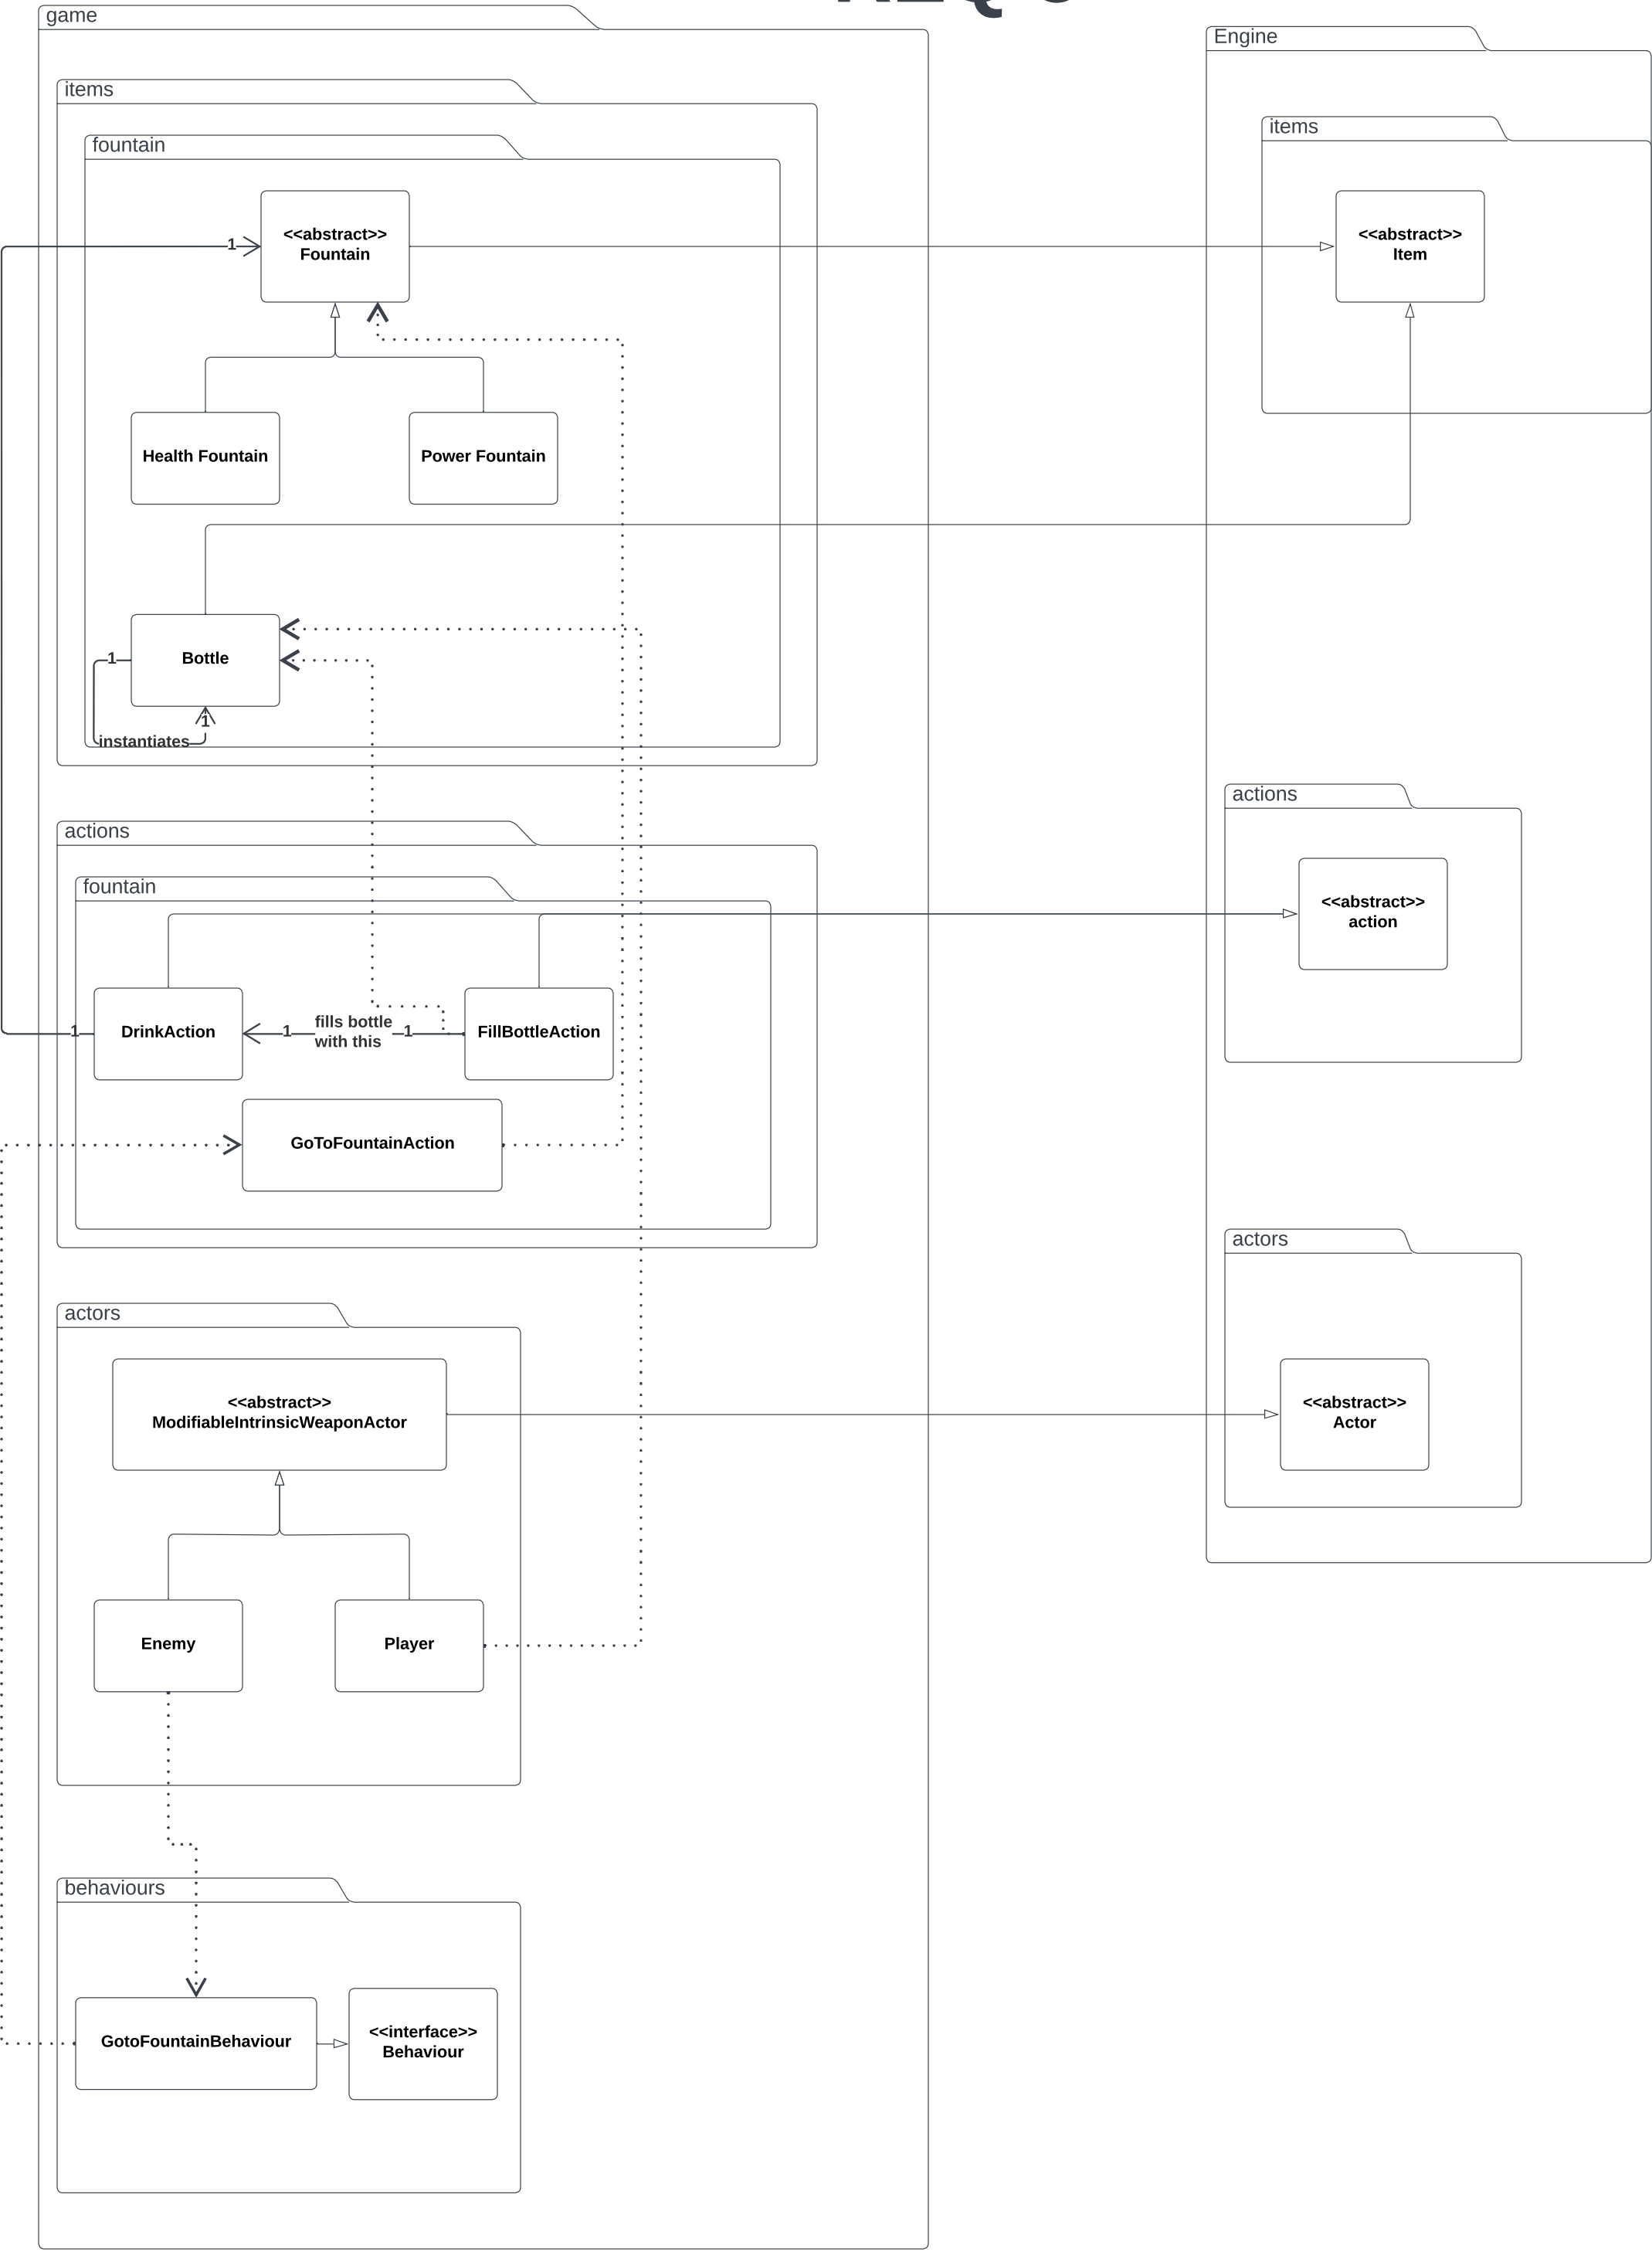 game
Engine
items
items
fountain
<<abstract>>
Fountain
1
<<abstract>>
Item
Health Fountain
Power Fountain
Bottle
1
1
instantiates
actions
actions
fountain
<<abstract>>
action
DrinkAction
1
1
fills bottle
with this
1
FillBottleAction
GoToFountainAction
actors
actors
<<abstract>>
ModifiableIntrinsicWeaponActor
<<abstract>>
Actor
Enemy
Player
behaviours
GotoFountainBehaviour
<<interface>>
Behaviour